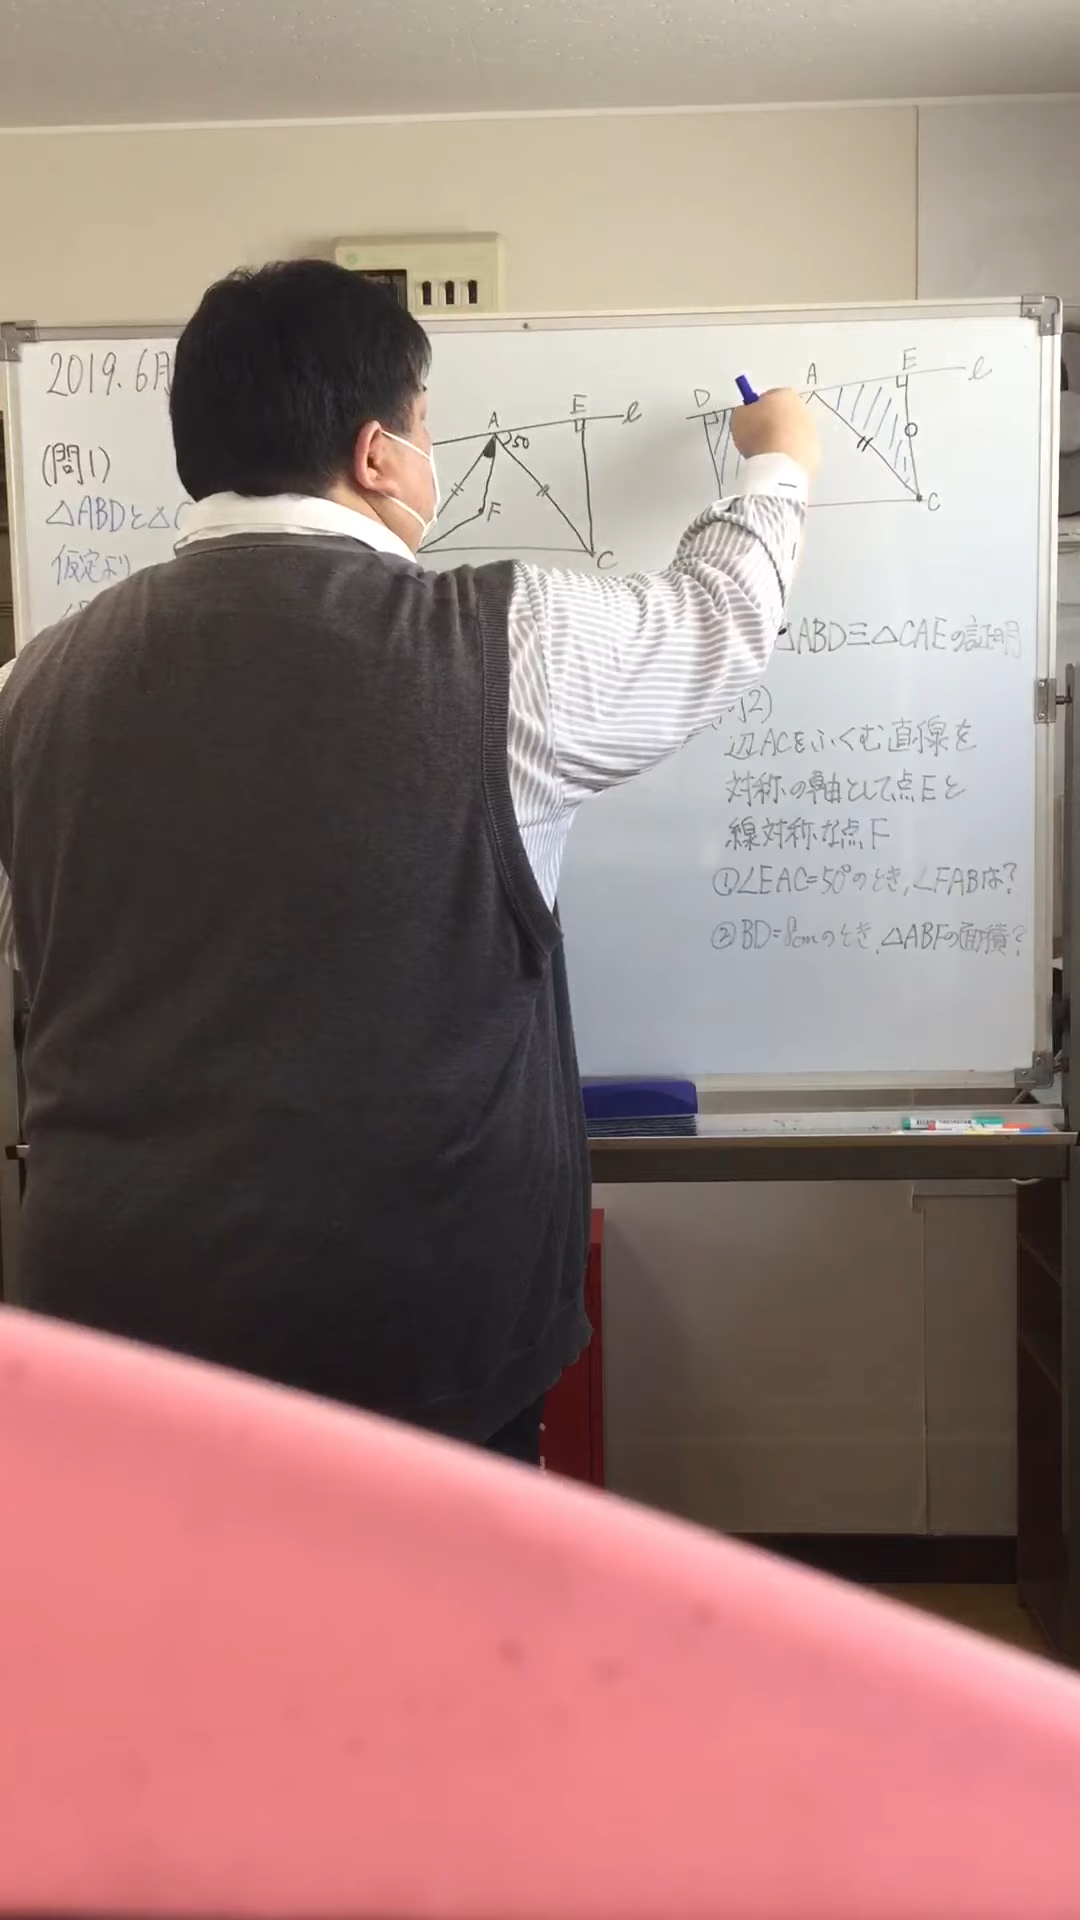 2019.6月
(問1)
△ABDと△C
仮定より
A
E
l
50
F
C
D
A
E
l
C
△ABD≡△CAEの証明
辺ACをふくむ直線を
対称の軸として点Eと
線対称な点F
①∠EAC=50°のとき,∠FABは?
②BD=8cmのとき,△ABFの面積?